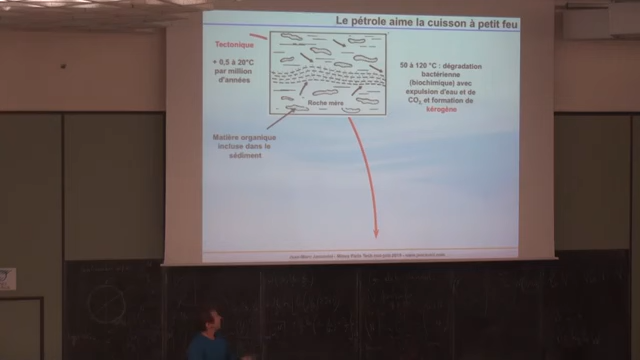 Le pétrole aime la cuisson à petit feu
Tectonique
+ 0,5 à 20°C
par million
d'années
Roche mère
50 à 120 °C : dégradation
bactérienne
(biochimique) avec
expulsion d'eau et de
CO₂ et formation de
kérogène
Matière organique
incluse dans le
sédiment